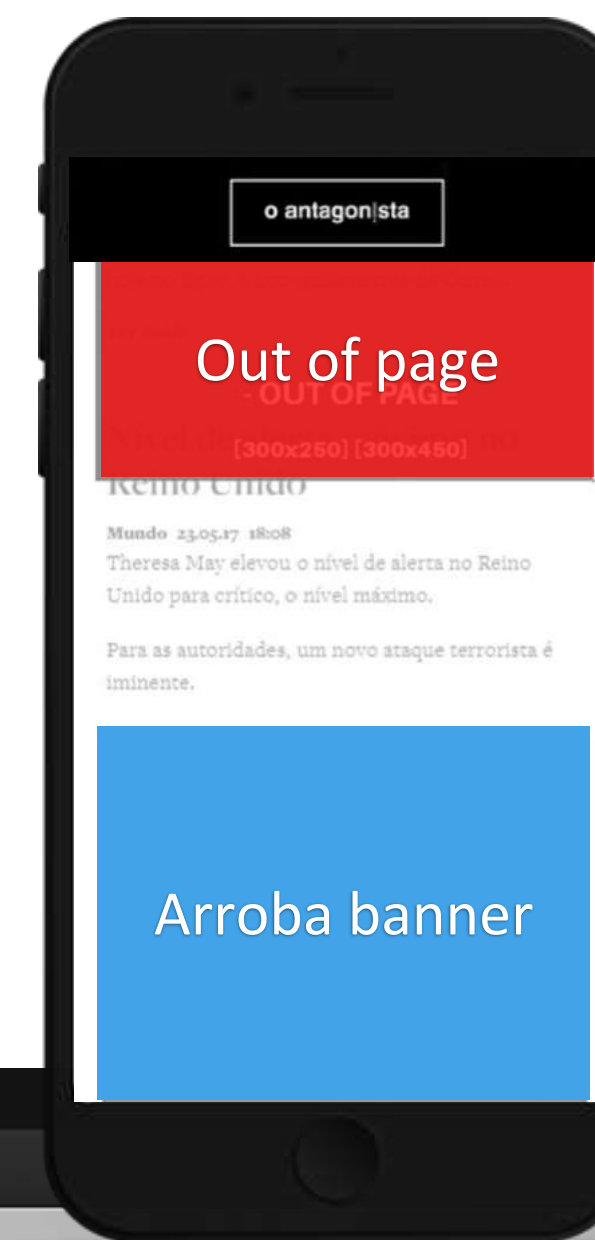 o antagon|sta
Out of page
- OUT OF PAGE
[300x250] [300x450]
Reino Unido
Mundo 23.05.17 18:08
Theresa May elevou o nível de alerta no Reino
Unido para crítico, o nível máximo.
Para as autoridades, um novo ataque terrorista é
iminente.
Arroba banner